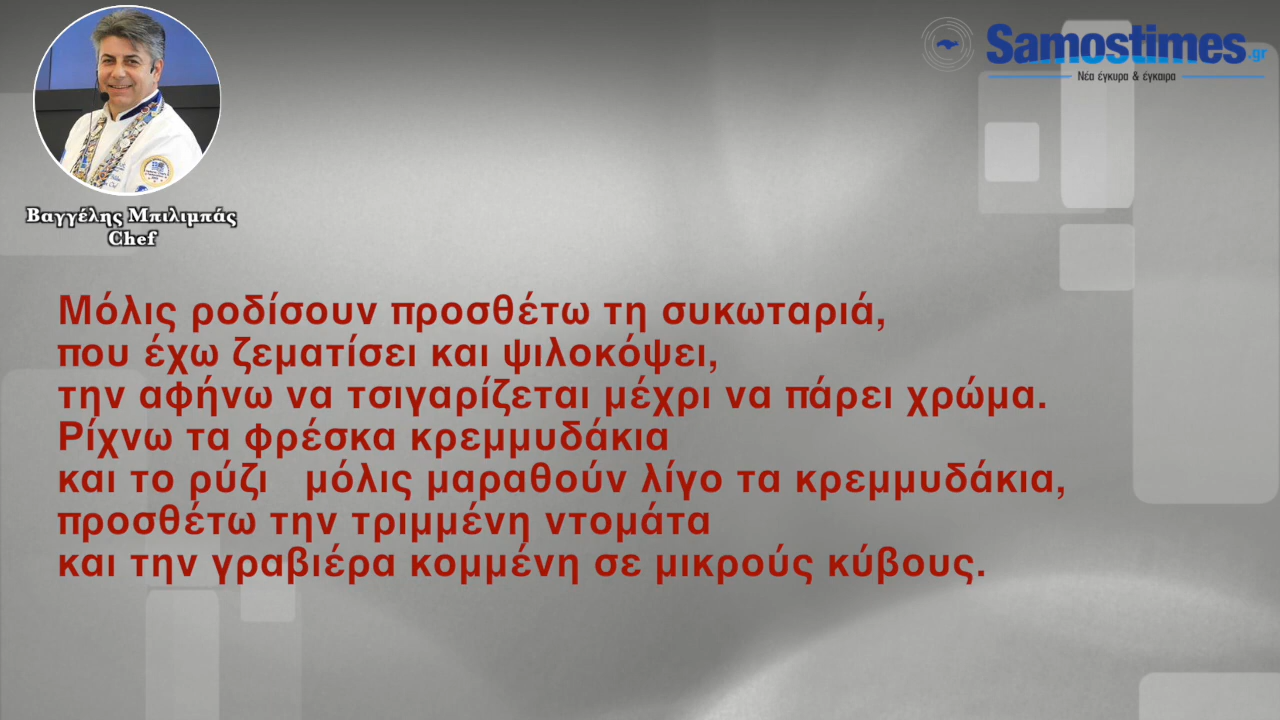 Samostimes.gr
Νέα έγκυρα & έγκαιρα
Βαγγέλης Μπιλιμπάς
Chef
Μόλις ροδίσουν προσθέτω τη συκωταριά,
που έχω ζεματίσει και ψιλοκόψει,
την αφήνω να τσιγαρίζεται μέχρι να πάρει χρώμα.
Ρίχνω τα φρέσκα κρεμμυδάκια
και το ρύζι μόλις μαραθούν λίγο τα κρεμμυδάκια,
προσθέτω την τριμμένη ντομάτα
και την γραβιέρα κομμένη σε μικρούς κύβους.